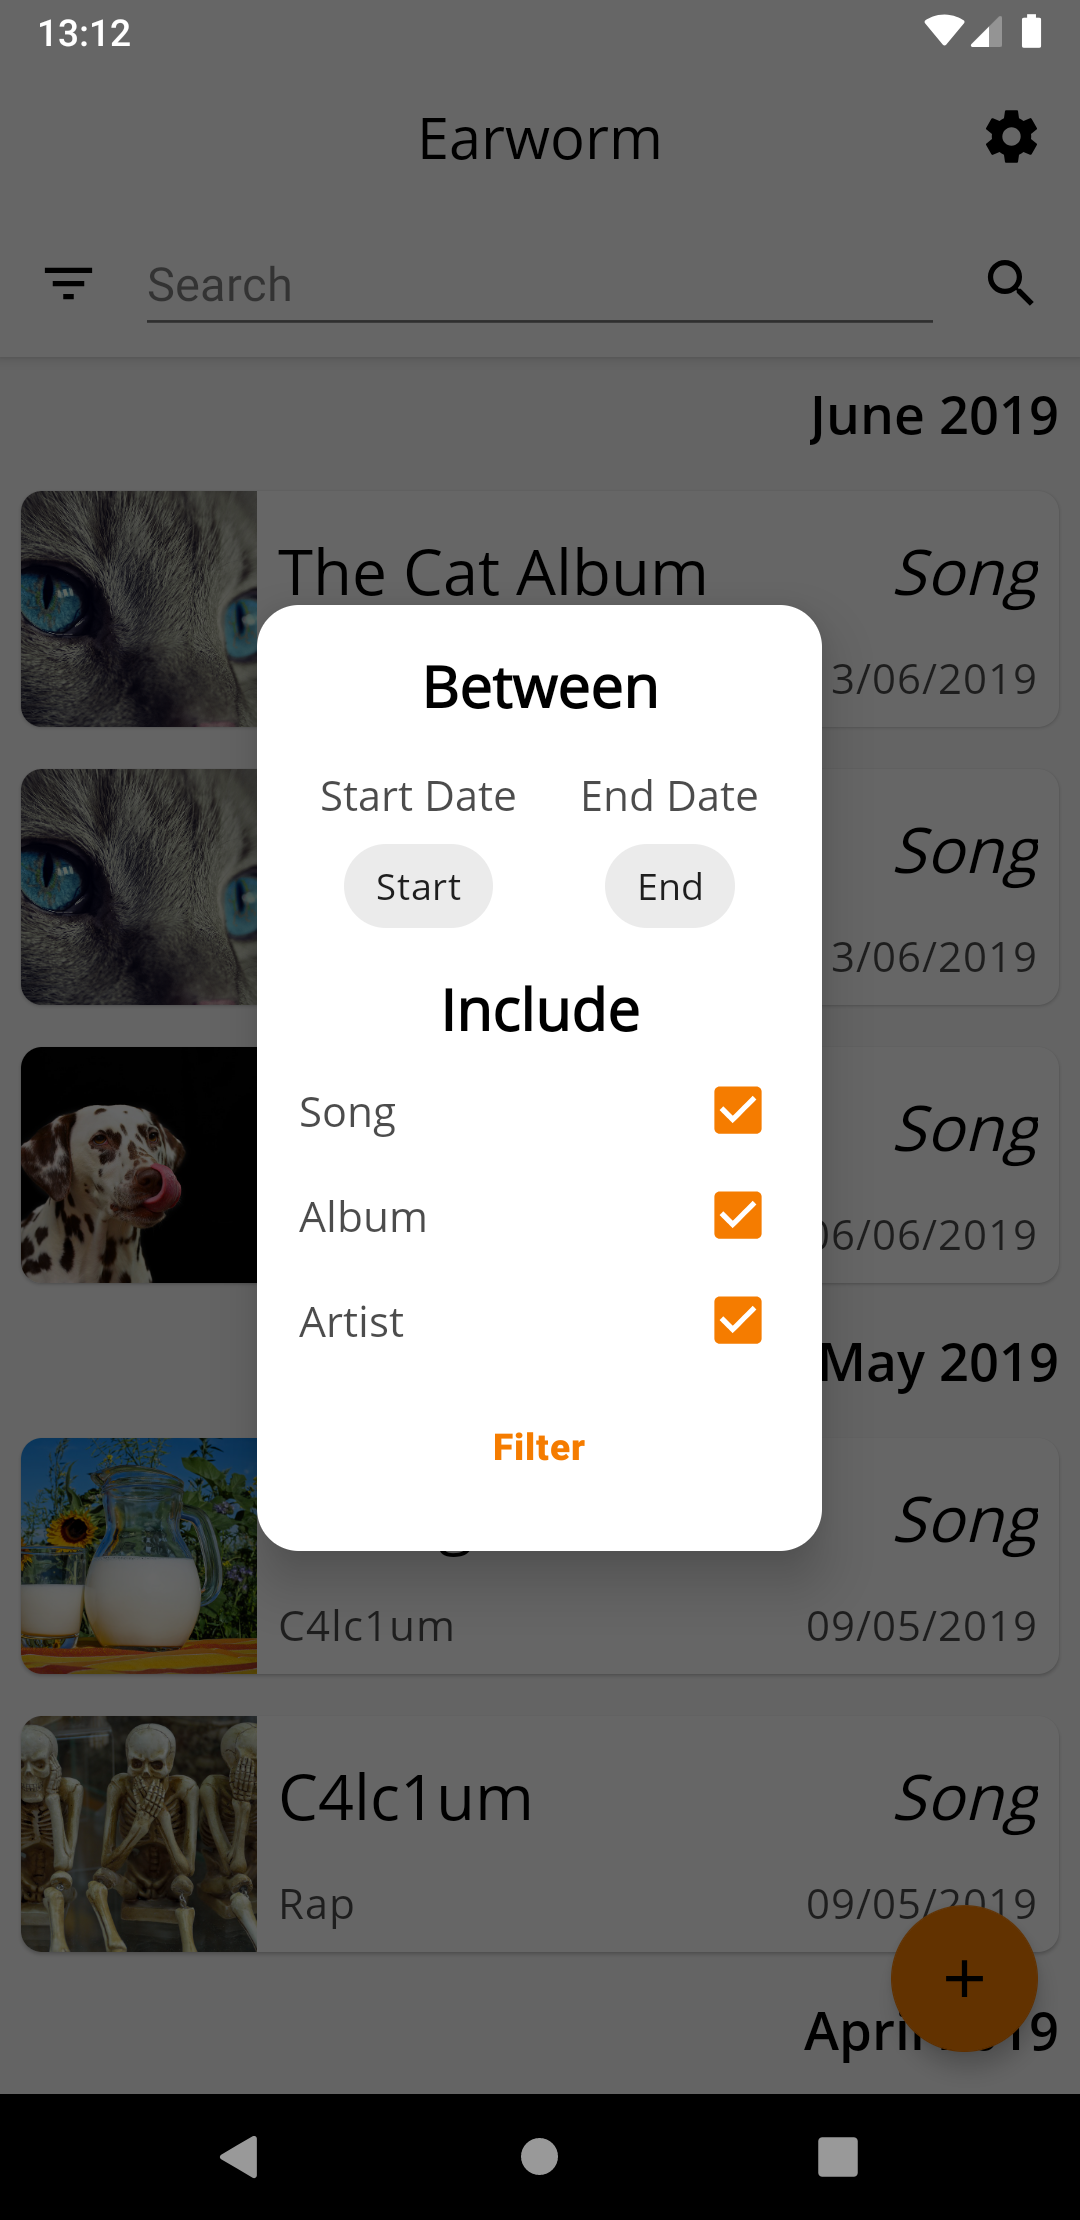 13:12
Earworm
Search
June 2019
The Cat Album
Song
3/06/2019
Between
Start Date
End Date
Start
End
Song
3/06/2019
Include
Song
Album
Artist
Song
06/06/2019
May 2019
Filter
Song
C4lc1um
09/05/2019
C4lc1um
Song
Rap
09/05/2019
April 19